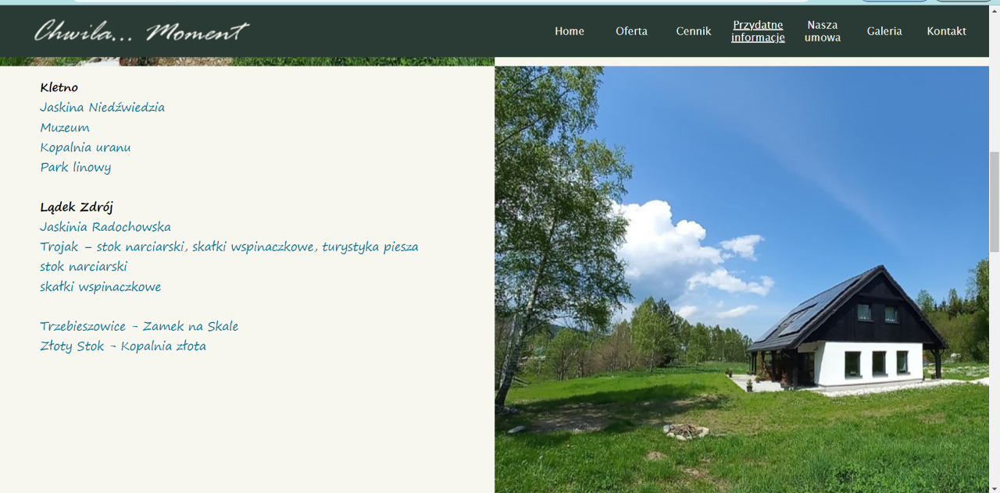 Chwila... Moment
Home
Oferta
Cennik
Przydatne
informacje
Nasza
umowa
Galeria
Kontakt
Kletno
Jaskina Niedźwiedzia
Muzeum
Kopalnia uranu
Park linowy
Lądek Zdrój
Jaskinia Radochowska
Trojak – stok narciarski, skałki wspinaczkowe, turystyka piesza
stok narciarski
skałki wspinaczkowe
Trzebieszowice - Zamek na Skale
Złoty Stok - Kopalnia złota